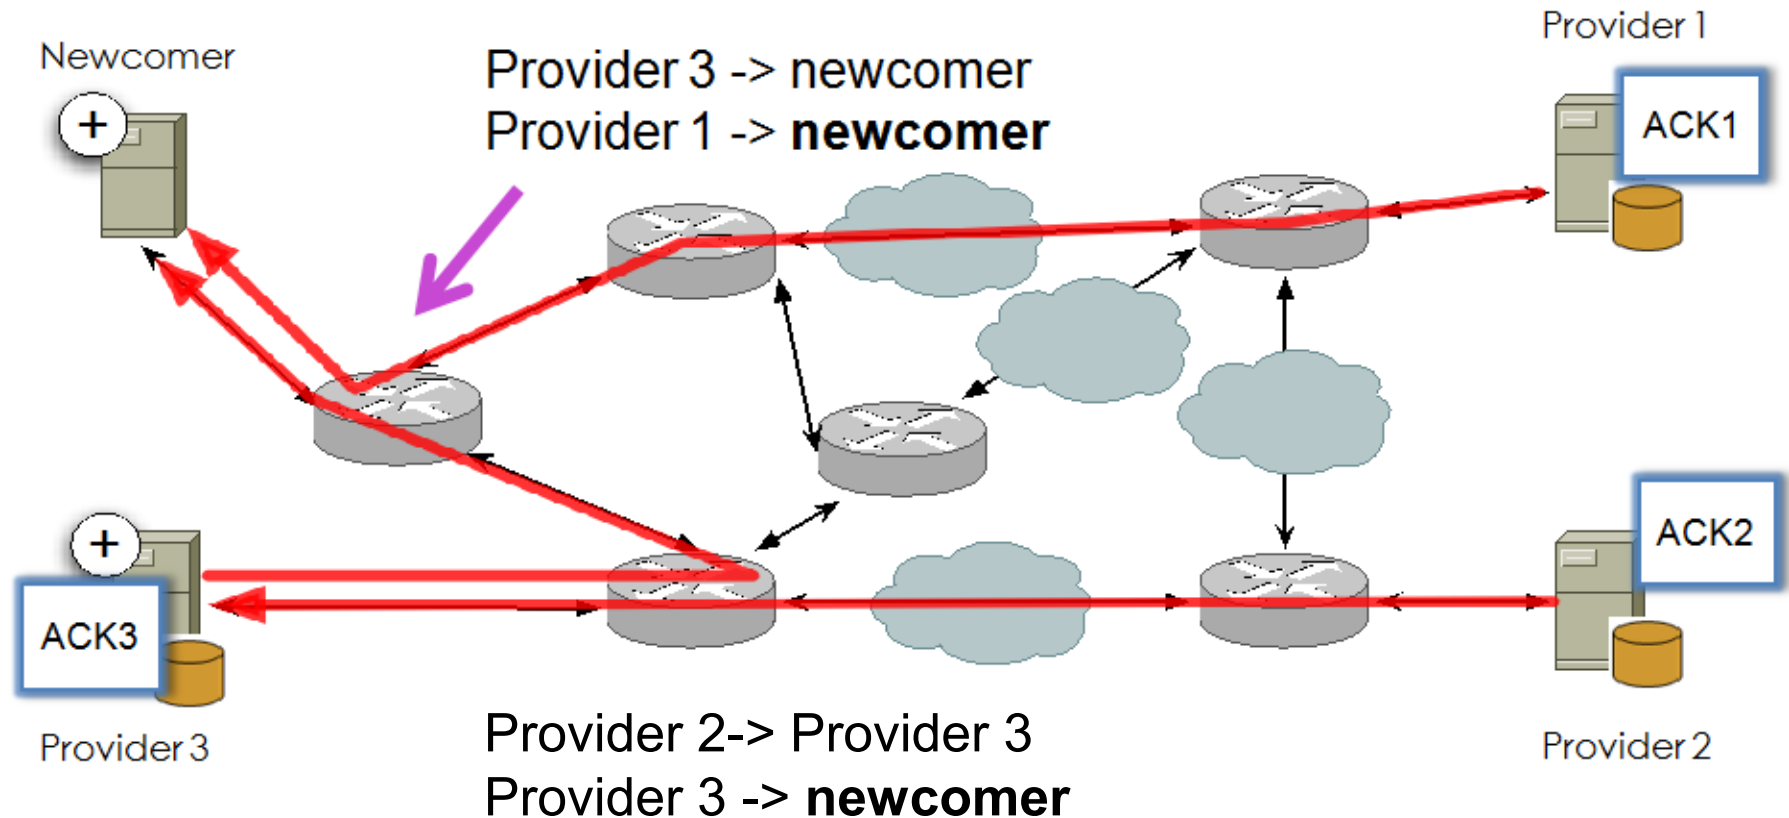 Newcomer
+
Provider 3 -> newcomer
Provider 1 -> newcomer
Provider 1
ACK1
+
ACK3
Provider 3
ACK2
Provider 2
Provider 2-> Provider 3
Provider 3 -> newcomer